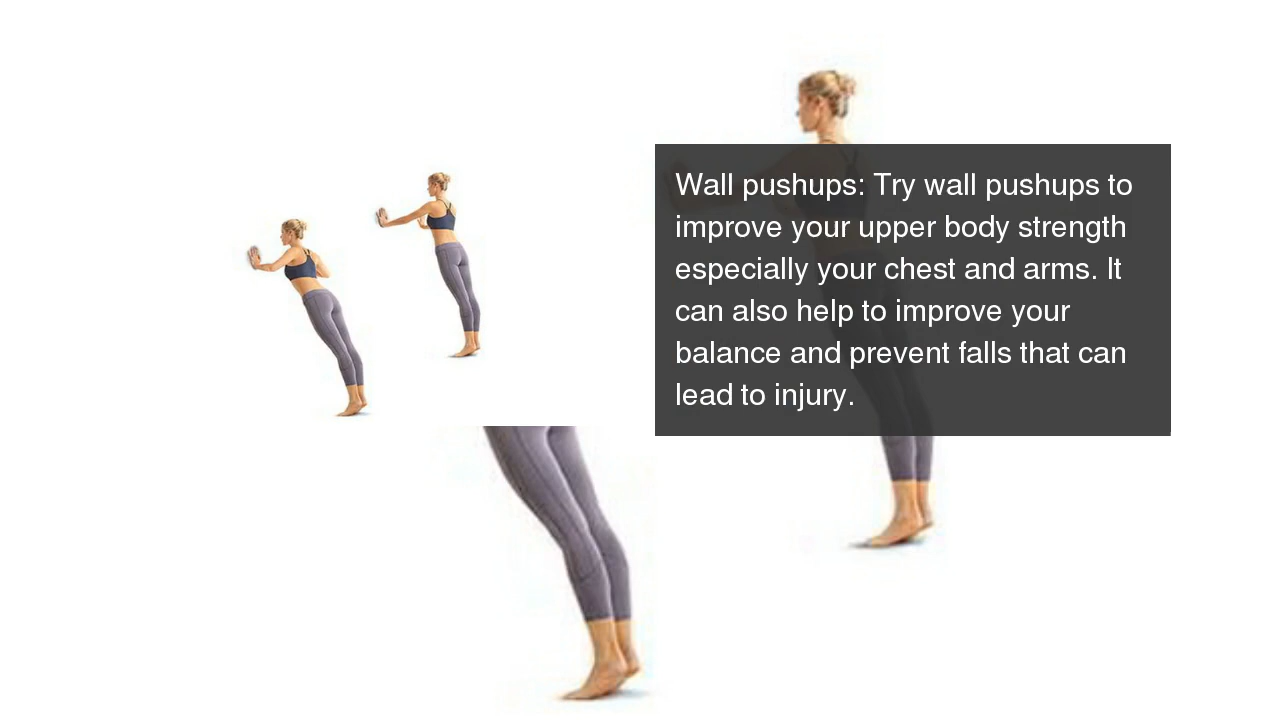 Wall pushups: Try wall pushups to
improve your upper body strength
especially your chest and arms. It
can also help to improve your
balance and prevent falls that can
lead to injury.